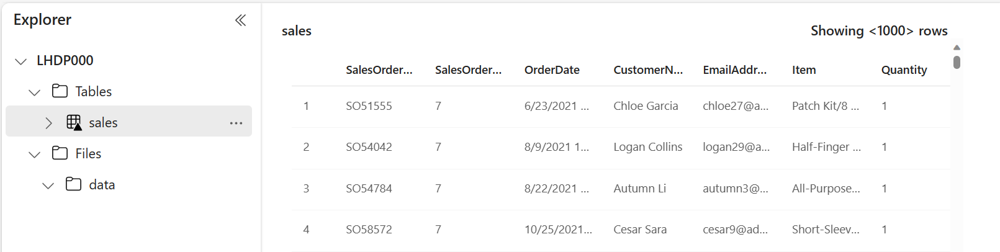 Explorer
LHDP000
Tables
sales
Files
data
sales Showing <1000> rows
SalesOrder... SalesOrder... OrderDate CustomerN... EmailAddr... Item Quantity
1 SO51555 7 6/23/2021 ... Chloe Garcia chloe27@a... Patch Kit/8 ... 1
2 SO54042 7 8/9/2021 1... Logan Collins logan29@a... Half-Finger ... 1
3 SO54784 7 8/22/2021 ... Autumn Li autumn3@... All-Purpose... 1
4 SO58572 7 10/25/2021... Cesar Sara cesar9@ad... Short-Sleev... 1